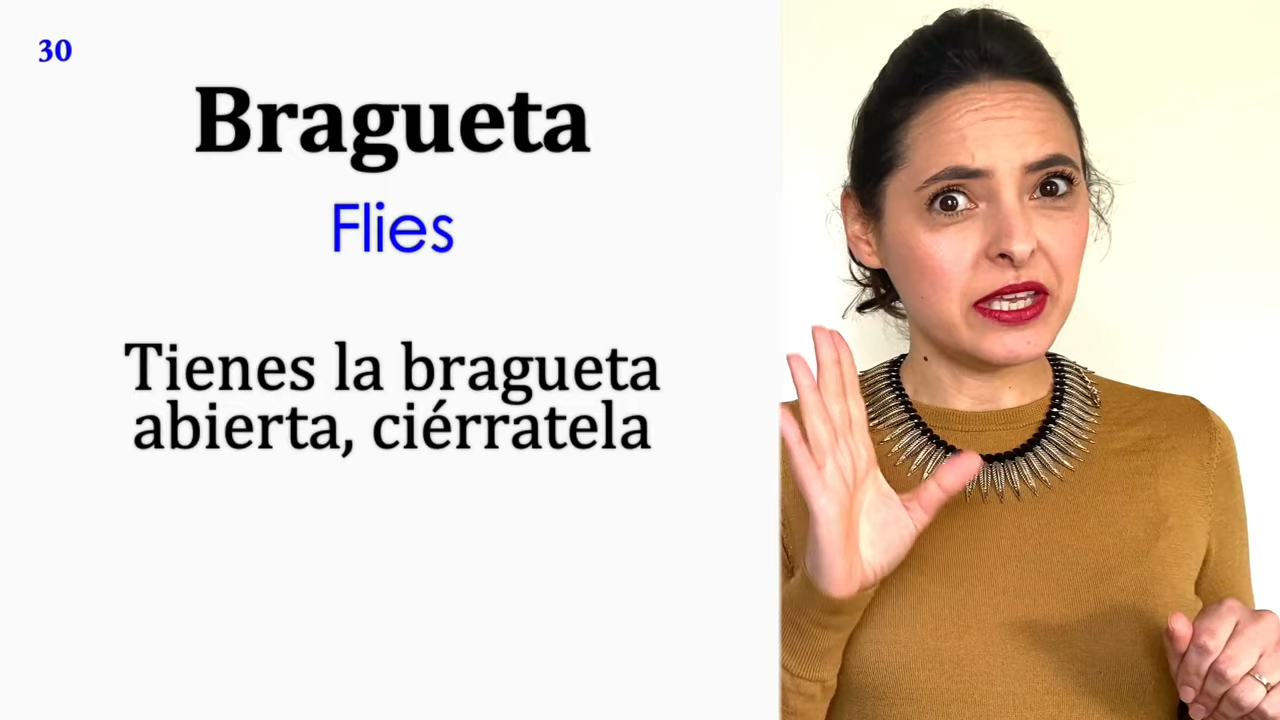 30
Bragueta
Flies
Tienes la bragueta
abierta, ciérratela